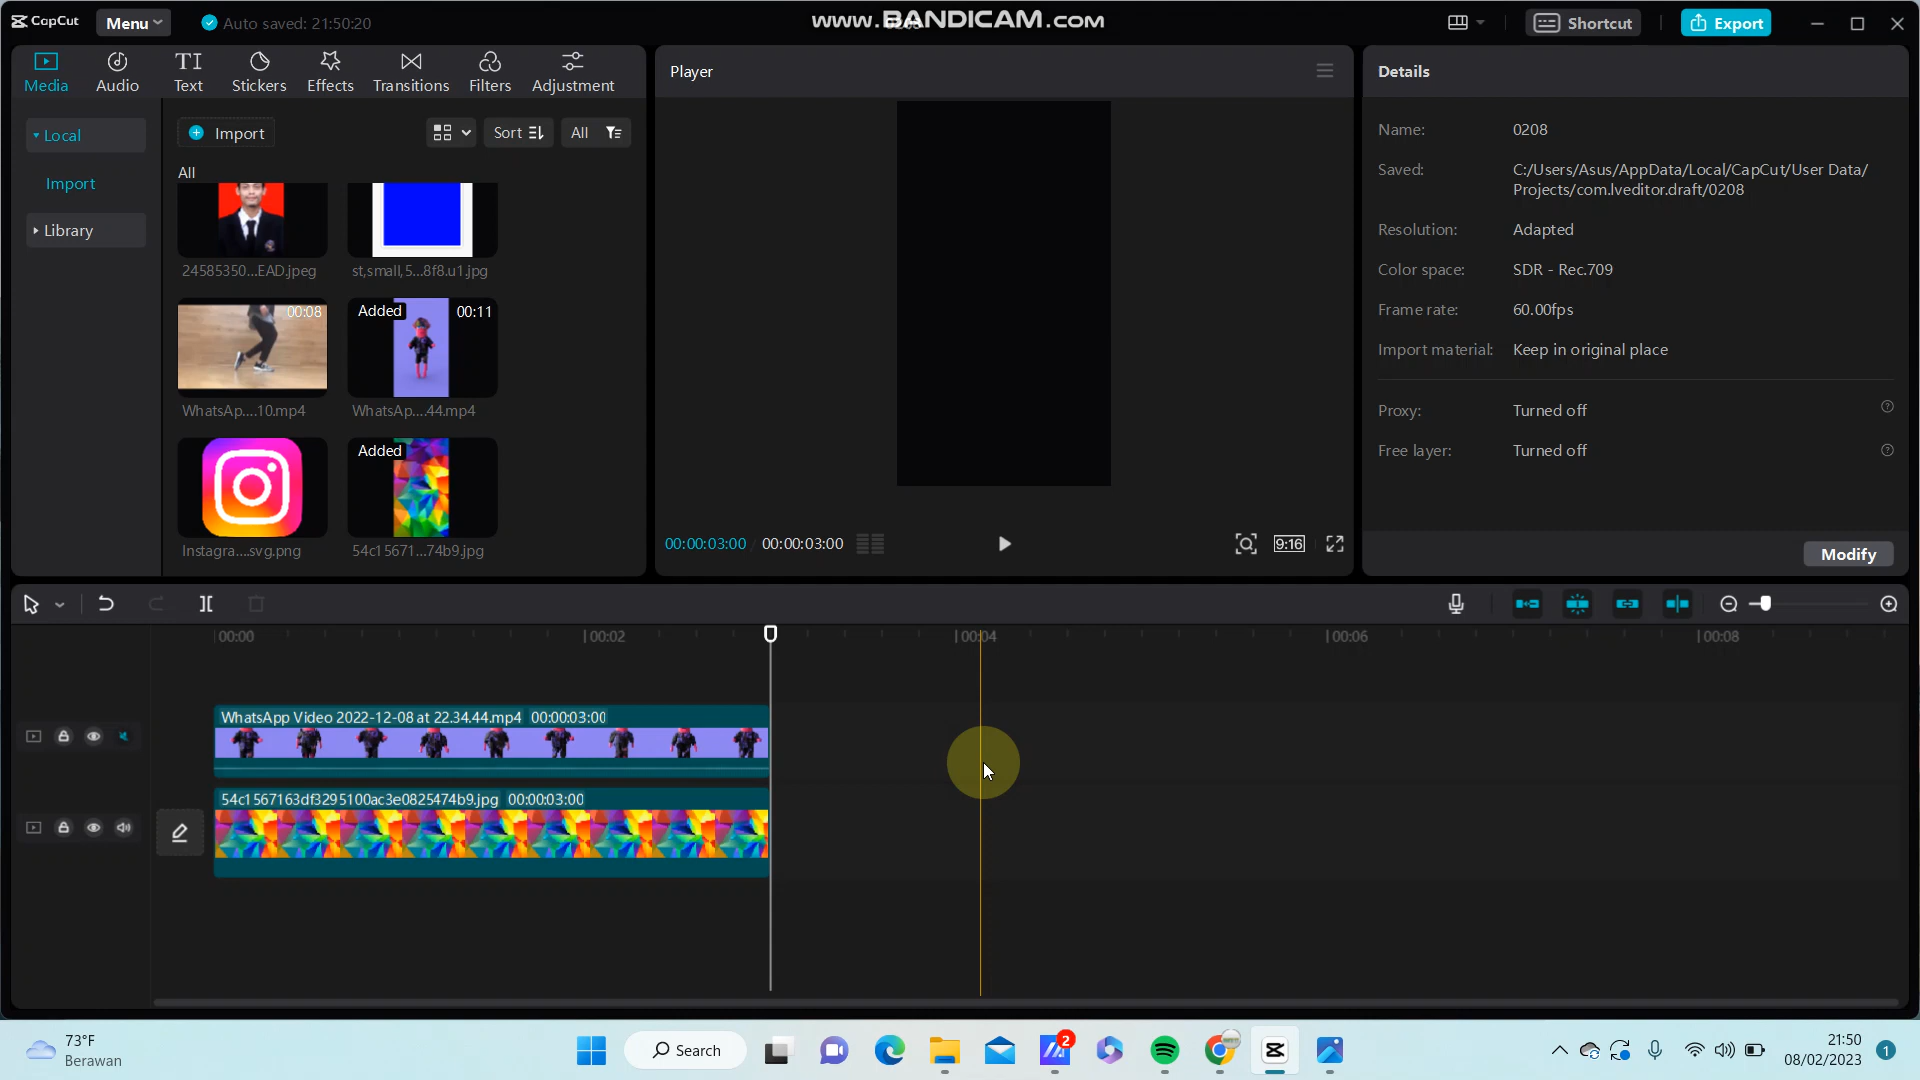 CapCut
Menu
Auto saved: 21:50:20
www.BANDICAM.COM
Shortcut
Export
Media
Audio
Text
Stickers
Effects
Transitions
Filters
Adjustment
Player
Details
Local
Import
Library
Import
Sort
All
All
24585350...EAD.jpeg
st,small,5...8f8.u1.jpg
00:08
Added
00:11
WhatsAp....10.mp4
WhatsAp....44.mp4
Added
Instagra....svg.png
54c15671...74b9.jpg
00:00:03:00
00:00:03:00
9:16
Name: 0208
Saved: C:/Users/Asus/AppData/Local/CapCut/User Data/
Projects/com.lveditor.draft/0208
Resolution: Adapted
Color space: SDR - Rec.709
Frame rate: 60.00fps
Import material: Keep in original place
Proxy: Turned off
Free layer: Turned off
Modify
00:00
00:02
00:04
00:06
00:08
WhatsApp Video 2022-12-08 at 22.34.44.mp4 00:00:03:00
54c1567163df3295100ac3e0825474b9.jpg 00:00:03:00
73°F
Berawan
Search
2
21:50
08/02/2023
1